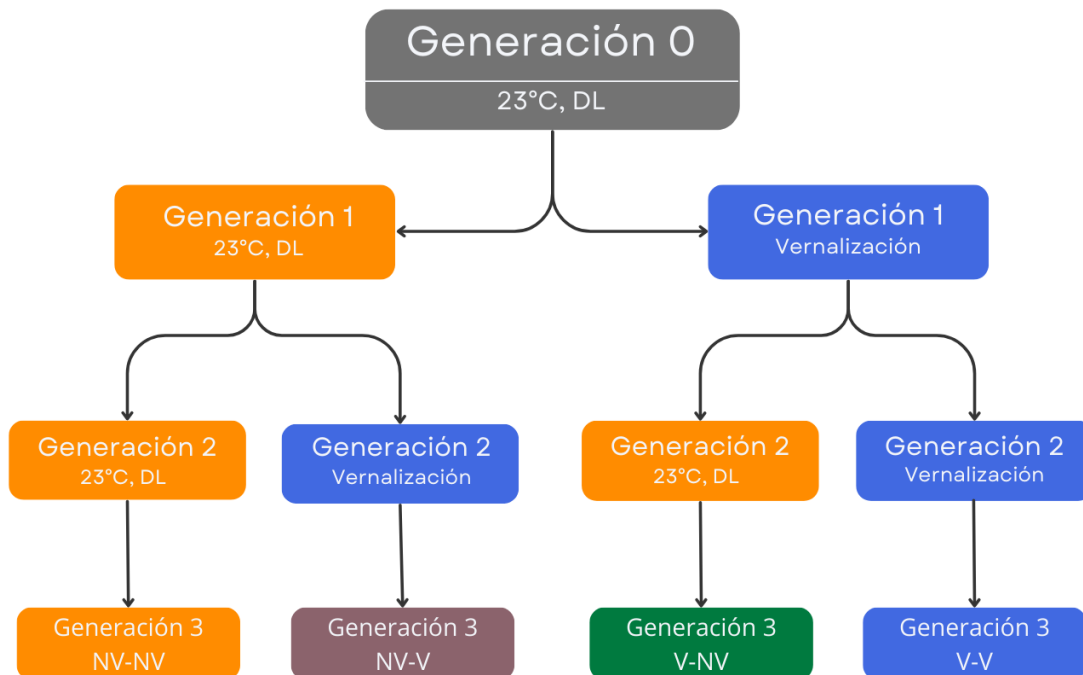 Generación 0
23°C, DL
Generación 1
23°C, DL
Generación 1
Vernalización
Generación 2
23°C, DL
Generación 2
Vernalización
Generación 2
23°C, DL
Generación 2
Vernalización
Generación 3
NV-NV
Generación 3
NV-V
Generación 3
V-NV
Generación 3
V-V